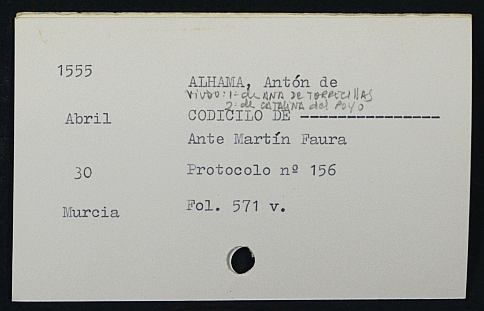 1555
ALHAMA, Antón de
VIUDO: 1- de ANA DE TORRECILLAS
2- de CATALINA del POYO
Abril
CODICILO DE ----------------
Ante Martín Faura
30
Protocolo nº 156
Murcia
Fol. 571 v.